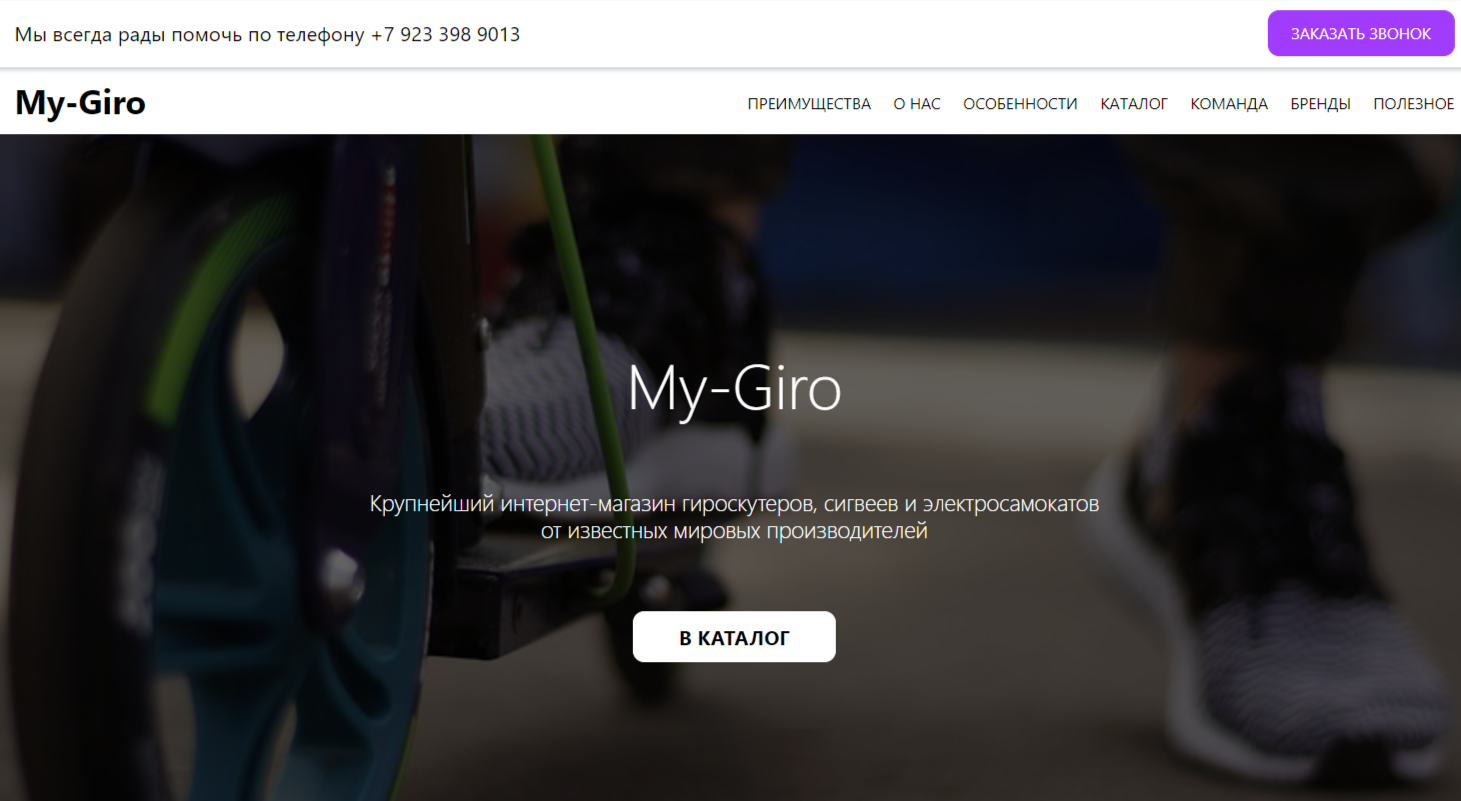 Мы всегда рады помочь по телефону +7 923 398 9013
ЗАКАЗАТЬ ЗВОНОК
My-Giro
ПРЕИМУЩЕСТВА О НАС ОСОБЕННОСТИ КАТАЛОГ КОМАНДА БРЕНДЫ ПОЛЕЗНОЕ
My-Giro
Крупнейший интернет-магазин гироскутеров, сигвеев и электросамокатов
от известных мировых производителей
В КАТАЛОГ